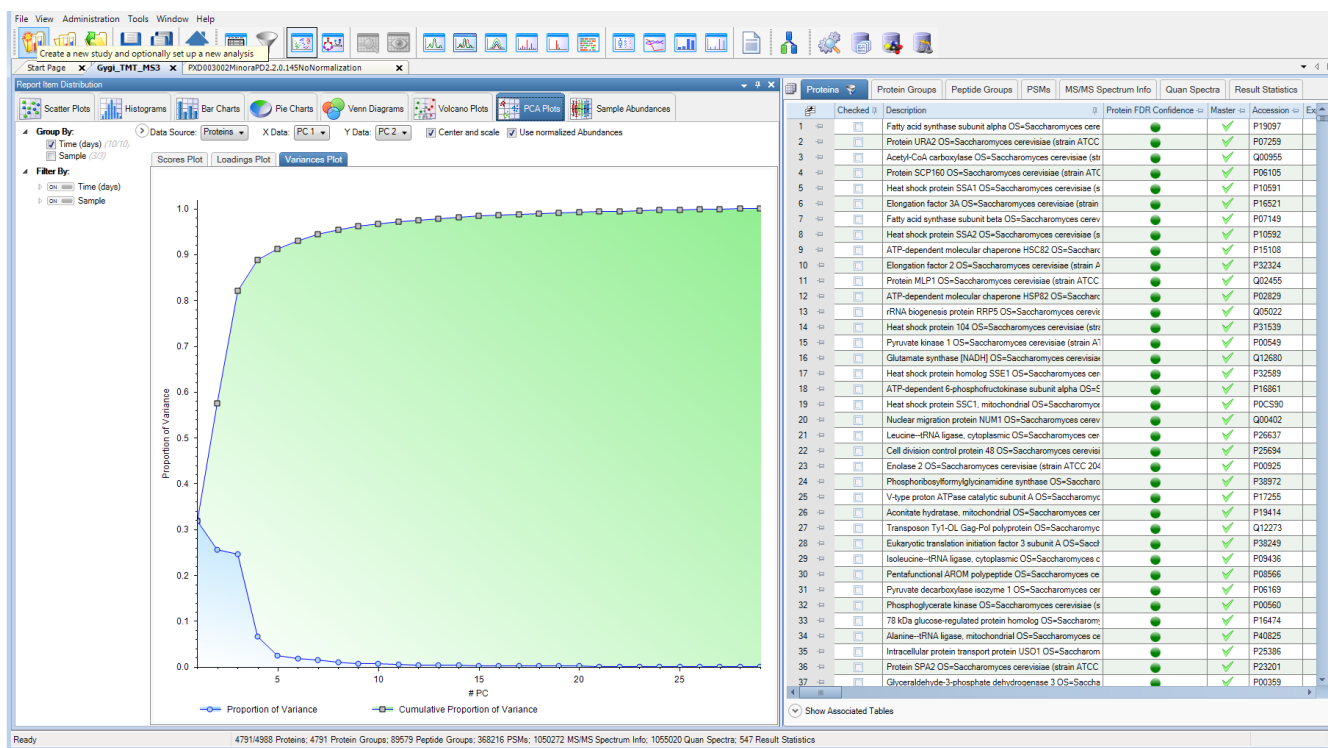 File View Administration Tools Window Help
Create a new study and optionally set up a new analysis
Start Page Gygi_TMT_MS3 PXD003002MinoraPD2.2.0.145NoNormalization
Report Item Distribution
Scatter Plots Histograms Bar Charts Pie Charts Venn Diagrams Volcano Plots PCA Plots Sample Abundances
Group By: Data Source: Proteins X Data: PC 1 Y Data: PC 2 Center and scale Use normalized Abundances
Time (days) (10/10)
Sample (3/3)
Filter By:
ON Time (days)
ON Sample
Scores Plot Loadings Plot Variances Plot
1.0
0.9
0.8
0.7
0.6
0.5
0.4
0.3
0.2
0.1
0.0
Proportion of Variance
5 10 15 20 25
# PC
Proportion of Variance Cumulative Proportion of Variance
Proteins Protein Groups Peptide Groups PSMs MS/MS Spectrum Info Quan Spectra Result Statistics
Checked Description Protein FDR Confidence Master Accession Ex
1 Fatty acid synthase subunit alpha OS=Saccharomyces cere P19097
2 Protein URA2 OS=Saccharomyces cerevisiae (strain ATCC P07259
3 Acetyl-CoA carboxylase OS=Saccharomyces cerevisiae (str Q00955
4 Protein SCP160 OS=Saccharomyces cerevisiae (strain ATC P06105
5 Heat shock protein SSA1 OS=Saccharomyces cerevisiae (s P10591
6 Elongation factor 3A OS=Saccharomyces cerevisiae (strain P16521
7 Fatty acid synthase subunit beta OS=Saccharomyces cerev P07149
8 Heat shock protein SSA2 OS=Saccharomyces cerevisiae (s P10592
9 ATP-dependent molecular chaperone HSC82 OS=Saccharc P15108
10 Elongation factor 2 OS=Saccharomyces cerevisiae (strain A P32324
11 Protein MLP1 OS=Saccharomyces cerevisiae (strain ATCC Q02455
12 ATP-dependent molecular chaperone HSP82 OS=Saccharc P02829
13 rRNA biogenesis protein RRP5 OS=Saccharomyces cerevis Q05022
14 Heat shock protein 104 OS=Saccharomyces cerevisiae (stra P31539
15 Pyruvate kinase 1 OS=Saccharomyces cerevisiae (strain AT P00549
16 Glutamate synthase [NADH] OS=Saccharomyces cerevisiae Q12680
17 Heat shock protein homolog SSE1 OS=Saccharomyces cer P32589
18 ATP-dependent 6-phosphofructokinase subunit alpha OS=S P16861
19 Heat shock protein SSC1, mitochondrial OS=Saccharomyce P0CS90
20 Nuclear migration protein NUM1 OS=Saccharomyces cerev Q00402
21 Leucine--tRNA ligase, cytoplasmic OS=Saccharomyces cer P26637
22 Cell division control protein 48 OS=Saccharomyces cerevisi P25694
23 Enolase 2 OS=Saccharomyces cerevisiae (strain ATCC 204 P00925
24 Phosphoribosylformylglycinamidine synthase OS=Saccharo P38972
25 V-type proton ATPase catalytic subunit A OS=Saccharomyc P17255
26 Aconitate hydratase, mitochondrial OS=Saccharomyces cer P19414
27 Transposon Ty1-OL Gag-Pol polyprotein OS=Saccharomyc Q12273
28 Eukaryotic translation initiation factor 3 subunit A OS=Sacch P38249
29 Isoleucine--tRNA ligase, cytoplasmic OS=Saccharomyces c P09436
30 Pentafunctional AROM polypeptide OS=Saccharomyces ce P08566
31 Pyruvate decarboxylase isozyme 1 OS=Saccharomyces cer P06169
32 Phosphoglycerate kinase OS=Saccharomyces cerevisiae (s P00560
33 78 kDa glucose-regulated protein homolog OS=Saccharomy P16474
34 Alanine--tRNA ligase, mitochondrial OS=Saccharomyces ce P40825
35 Intracellular protein transport protein USO1 OS=Saccharom P25386
36 Protein SPA2 OS=Saccharomyces cerevisiae (strain ATCC P23201
37 Glyceraldehyde-3-phosphate dehydrogenase 3 OS=Saccha P00359
Show Associated Tables
Ready 4791/4988 Proteins; 4791 Protein Groups; 89579 Peptide Groups; 368216 PSMs; 1050272 MS/MS Spectrum Info; 1055020 Quan Spectra; 547 Result Statistics